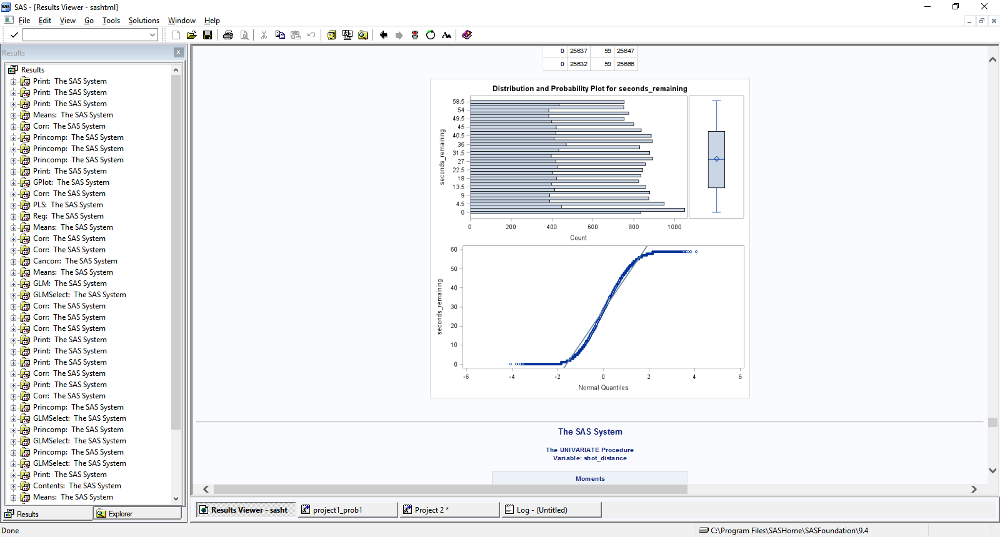 SAS - [Results Viewer - sashtml]
File Edit View Go Tools Solutions Window Help
Results
Results
Print: The SAS System
Print: The SAS System
Print: The SAS System
Means: The SAS System
Corr: The SAS System
Princomp: The SAS System
Princomp: The SAS System
Princomp: The SAS System
Print: The SAS System
GPlot: The SAS System
Corr: The SAS System
PLS: The SAS System
Reg: The SAS System
Means: The SAS System
Corr: The SAS System
Corr: The SAS System
Cancorr: The SAS System
Means: The SAS System
GLM: The SAS System
GLMSelect: The SAS System
Corr: The SAS System
Corr: The SAS System
Corr: The SAS System
Print: The SAS System
Print: The SAS System
Print: The SAS System
Corr: The SAS System
Print: The SAS System
Corr: The SAS System
Princomp: The SAS System
GLMSelect: The SAS System
Princomp: The SAS System
GLMSelect: The SAS System
Princomp: The SAS System
GLMSelect: The SAS System
Print: The SAS System
Contents: The SAS System
Means: The SAS System
Results Explorer
0 25637 59 25647
0 25632 59 25666
Distribution and Probability Plot for seconds_remaining
seconds_remaining
58.5
54
49.5
45
40.5
36
31.5
27
22.5
18
13.5
9
4.5
0
0 200 400 600 800 1000
Count
seconds_remaining
60
50
40
30
20
10
0
-6 -4 -2 0 2 4 6
Normal Quantiles
The SAS System
The UNIVARIATE Procedure
Variable: shot_distance
Moments
Results Viewer - sasht project1_prob1 Project 2 * Log - (Untitled)
Done C:\Program Files\SASHome\SASFoundation\9.4